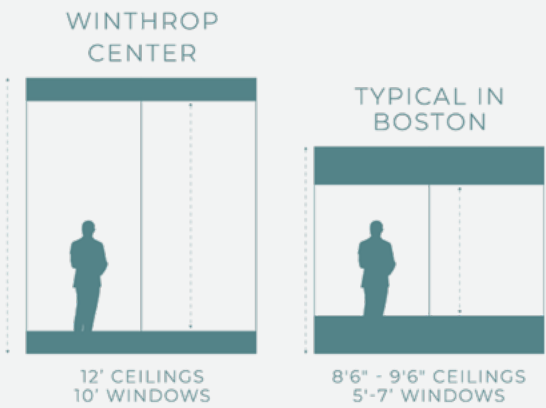 WINTHROP
CENTER
12' CEILINGS
10' WINDOWS
TYPICAL IN
BOSTON
8'6" - 9'6" CEILINGS
5'-7' WINDOWS